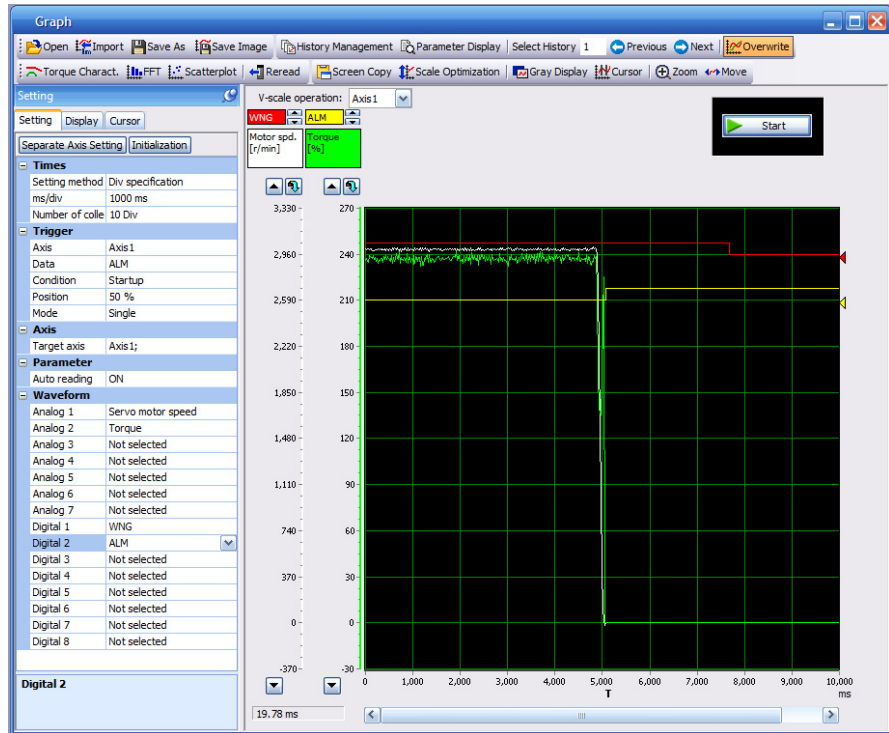 Graph
Open Import Save As Save Image History Management Parameter Display Select History 1 Previous Next Overwrite
Torque Charact. FFT Scatterplot Reread Screen Copy Scale Optimization Gray Display Cursor Zoom Move
Setting
Setting Display Cursor
Separate Axis Setting Initialization
Times
Setting method Div specification
ms/div 1000 ms
Number of colle 10 Div
Trigger
Axis Axis1
Data ALM
Condition Startup
Position 50 %
Mode Single
Axis
Target axis Axis1;
Parameter
Auto reading ON
Waveform
Analog 1 Servo motor speed
Analog 2 Torque
Analog 3 Not selected
Analog 4 Not selected
Analog 5 Not selected
Analog 6 Not selected
Analog 7 Not selected
Digital 1 WNG
Digital 2 ALM
Digital 3 Not selected
Digital 4 Not selected
Digital 5 Not selected
Digital 6 Not selected
Digital 7 Not selected
Digital 8 Not selected
Digital 2
V-scale operation: Axis1
WNG ALM
Motor spd. Torque
[r/min] [%]
Start
3,330 270
2,960 240
2,590 210
2,220 180
1,850 150
1,480 120
1,110 90
740 60
370 30
0 0
-370 -30
0 1,000 2,000 3,000 4,000 5,000 6,000 7,000 8,000 9,000 10,000
T ms
19.78 ms